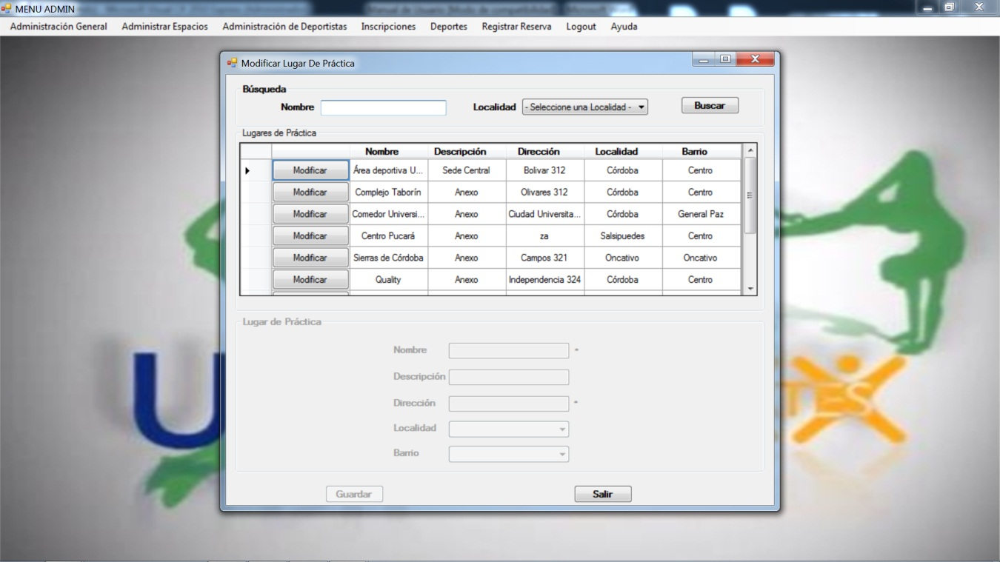 MENU ADMIN
Administración General Administrar Espacios Administración de Deportistas Inscripciones Deportes Registrar Reserva Logout Ayuda
Modificar Lugar De Práctica
Búsqueda
Nombre Localidad - Seleccione una Localidad - Buscar
Lugares de Práctica
Nombre Descripción Dirección Localidad Barrio
Modificar Área deportiva U... Sede Central Bolivar 312 Córdoba Centro
Modificar Complejo Taborín Anexo Olivares 312 Córdoba Centro
Modificar Comedor Universi... Anexo Ciudad Universita... Córdoba General Paz
Modificar Centro Pucará Anexo za Salsipuedes Centro
Modificar Sierras de Córdoba Anexo Campos 321 Oncativo Oncativo
Modificar Quality Anexo Independencia 324 Córdoba Centro
Lugar de Práctica
Nombre *
Descripción
Dirección *
Localidad
Barrio
Guardar Salir
U TES